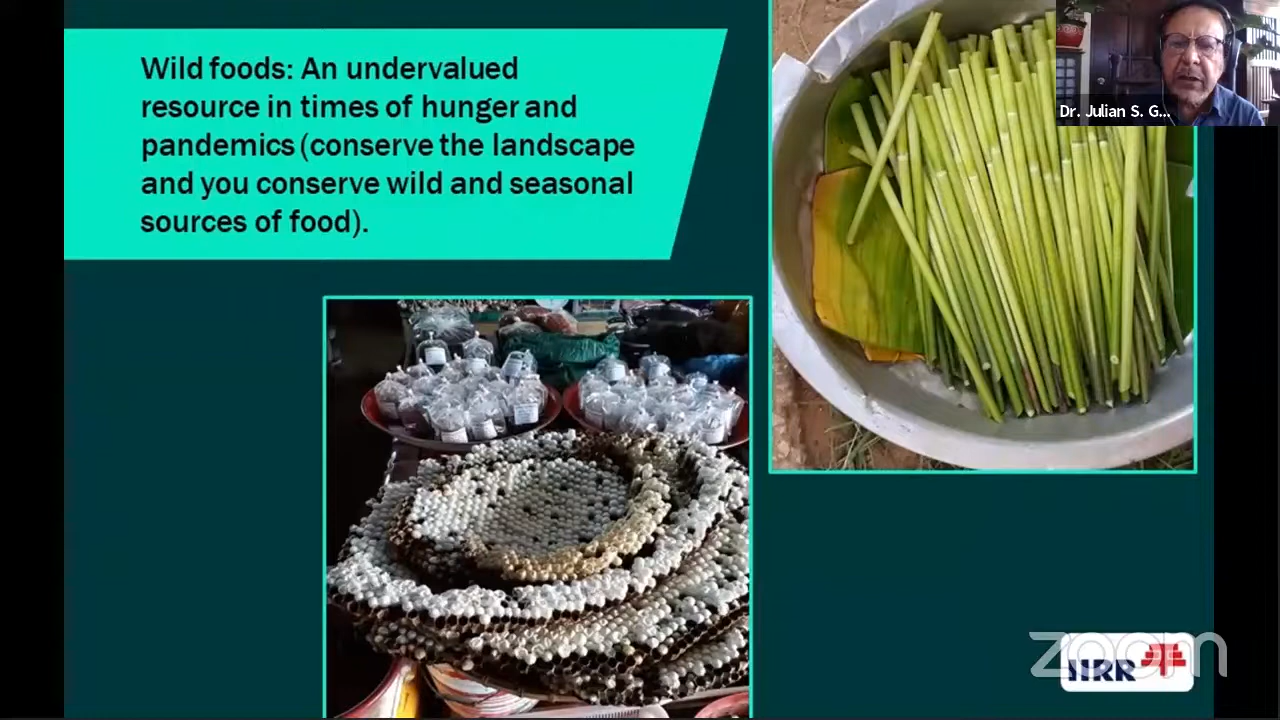 Wild foods: An undervalued
resource in times of hunger and
pandemics (conserve the landscape
and you conserve wild and seasonal
sources of food).
Dr. Julian S. G...
zoom
IIRR